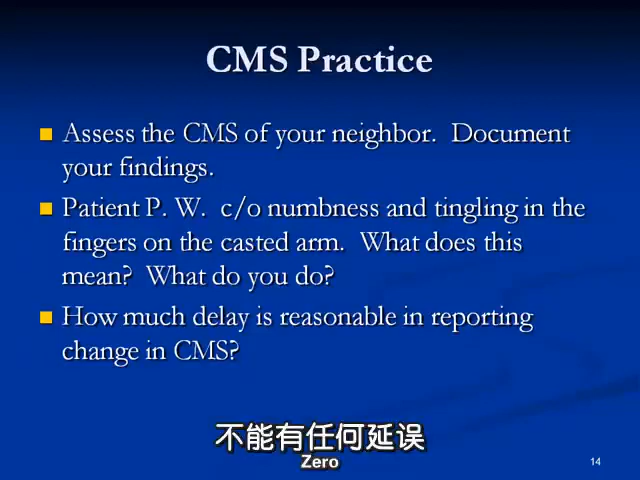 CMS Practice
Assess the CMS of your neighbor. Document
your findings.
Patient P. W. c/o numbness and tingling in the
fingers on the casted arm. What does this
mean? What do you do?
How much delay is reasonable in reporting
change in CMS?
不能有任何延误
Zero
14